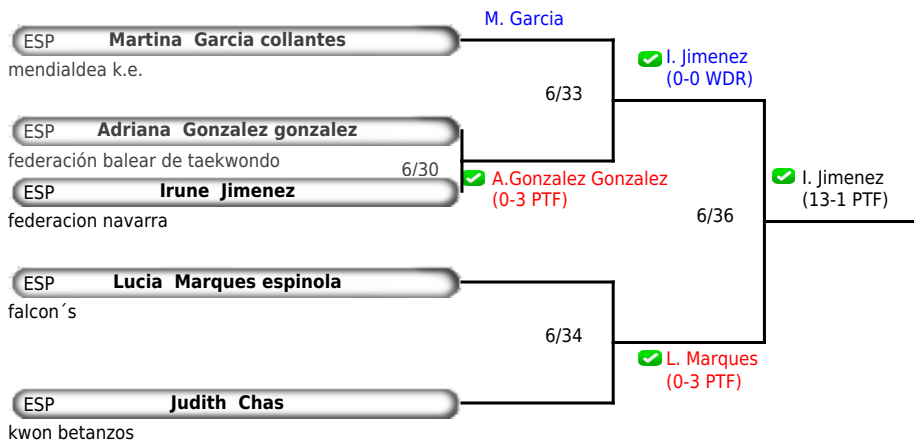 M. Garcia
ESP Martina Garcia collantes
mendialdea k.e.
I. Jimenez
(0-0 WDR)
6/33
ESP Adriana Gonzalez gonzalez
federación balear de taekwondo
6/30
A.Gonzalez Gonzalez
(0-3 PTF)
I. Jimenez
(13-1 PTF)
ESP Irune Jimenez
federacion navarra
6/36
ESP Lucia Marques espinola
falcon´s
6/34
L. Marques
(0-3 PTF)
ESP Judith Chas
kwon betanzos